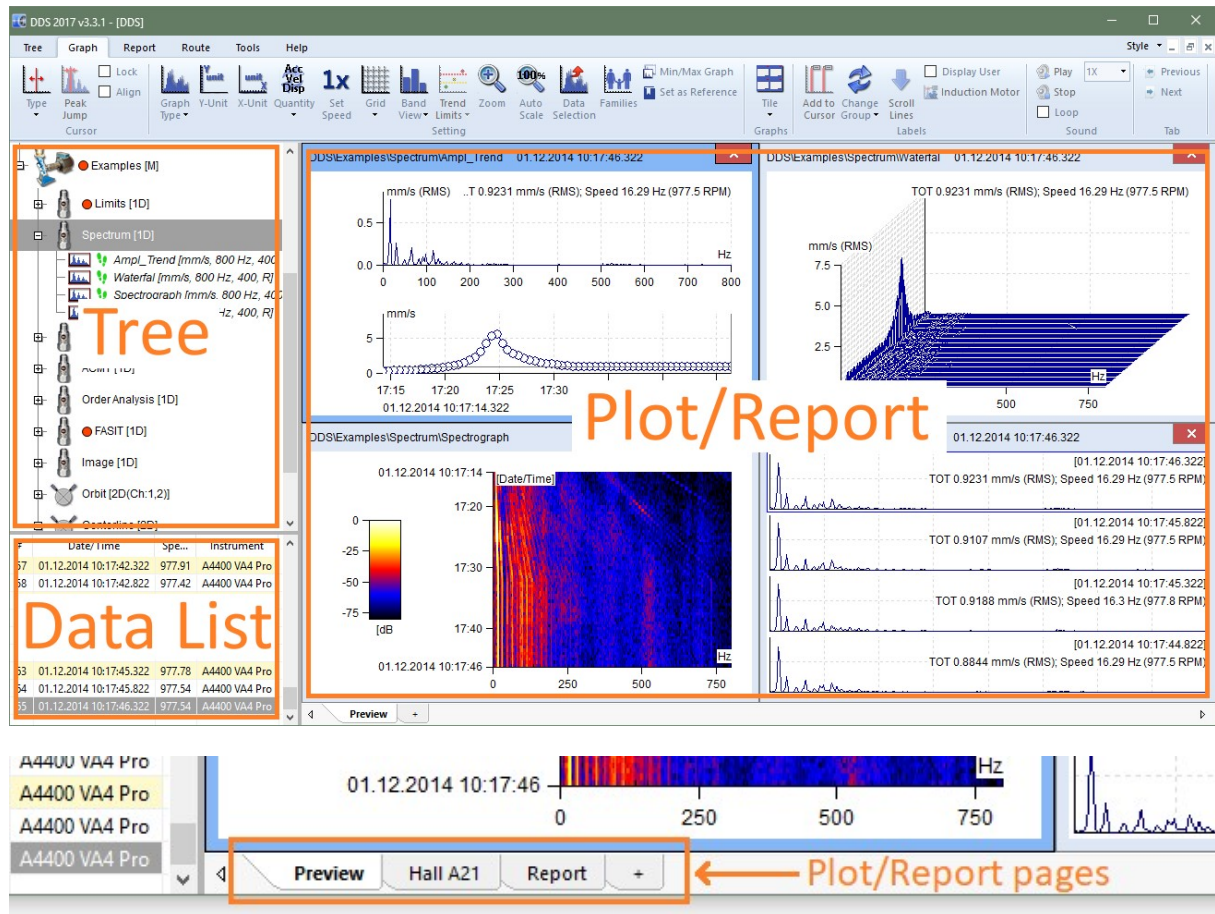 DDS 2017 v3.3.1 - [DDS]
Tree Graph Report Route Tools Help Style
Type
Peak Jump
Lock
Align
Cursor
Graph Type
Y-Unit
X-Unit
Acc Vel Disp
Quantity
1x
Set Speed
Grid
Band View
Trend Limits
Zoom
100%
Auto Scale
Data Selection
Families
Min/Max Graph
Set as Reference
Setting
Tile
Graphs
Add to Cursor
Change Group
Scroll Lines
Display User
Induction Motor
Labels
Play 1X
Stop
Loop
Sound
Previous
Next
Tab
Examples [M]
Limits [1D]
Spectrum [1D]
Ampl_Trend [mm/s, 800 Hz, 400
Waterfal [mm/s, 800 Hz, 400, R]
Spectrograph [mm/s, 800 Hz, 400
Hz, 400, R]
Tree
Order Analysis [1D]
FASIT [1D]
Image [1D]
Orbit [2D(Ch:1,2)]
Centerline [2D]
# Date/Time Spe... Instrument
57 01.12.2014 10:17:42.322 977.91 A4400 VA4 Pro
58 01.12.2014 10:17:42.822 977.42 A4400 VA4 Pro
Data List
63 01.12.2014 10:17:45.322 977.78 A4400 VA4 Pro
64 01.12.2014 10:17:45.822 977.54 A4400 VA4 Pro
65 01.12.2014 10:17:46.322 977.54 A4400 VA4 Pro
DDS\Examples\Spectrum\Ampl_Trend 01.12.2014 10:17:46.322
mm/s (RMS) ..T 0.9231 mm/s (RMS); Speed 16.29 Hz (977.5 RPM)
0.5
Hz
0.0
0 100 200 300 400 500 600 700 800
mm/s
5
0
17:15 17:20 17:25 17:30
01.12.2014 10:17:14.322
DDS\Examples\Spectrum\Waterfal 01.12.2014 10:17:46.322
TOT 0.9231 mm/s (RMS); Speed 16.29 Hz (977.5 RPM)
mm/s (RMS)
7.5
5.0
2.5
Hz
500 750
Plot/Report
DDS\Examples\Spectrum\Spectrograph
01.12.2014 10:17:14
[Date/Time]
17:20
0
-25
17:30
-50
-75
17:40
[dB
01.12.2014 10:17:46
Hz
0 250 500 750
01.12.2014 10:17:46.322
[01.12.2014 10:17:46.322]
TOT 0.9231 mm/s (RMS); Speed 16.29 Hz (977.5 RPM)
[01.12.2014 10:17:45.822]
TOT 0.9107 mm/s (RMS); Speed 16.29 Hz (977.5 RPM)
[01.12.2014 10:17:45.322]
TOT 0.9188 mm/s (RMS); Speed 16.3 Hz (977.8 RPM)
[01.12.2014 10:17:44.822]
TOT 0.8844 mm/s (RMS); Speed 16.29 Hz (977.5 RPM)
Preview +
A4400 VA4 Pro
A4400 VA4 Pro
A4400 VA4 Pro
A4400 VA4 Pro
01.12.2014 10:17:46
Hz
0 250 500 750
Preview Hall A21 Report +
Plot/Report pages